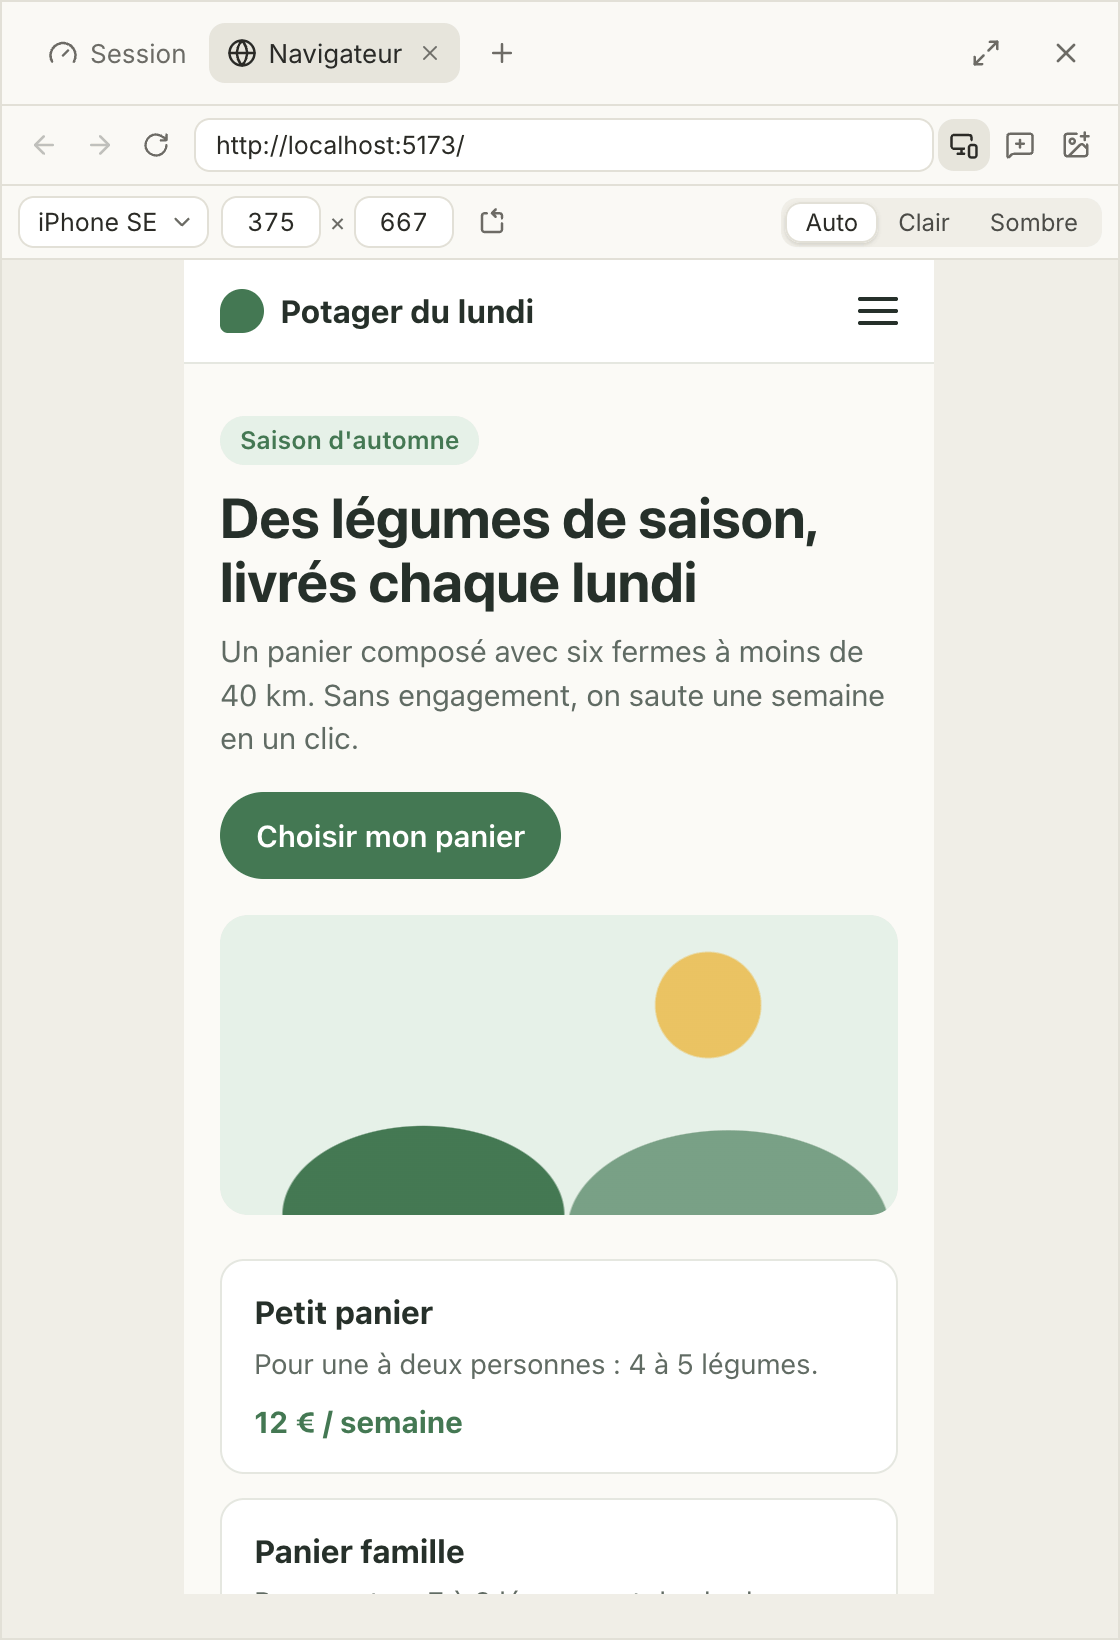 Session
Navigateur
http://localhost:5173/
iPhone SE
375 × 667
Auto
Clair
Sombre
Potager du lundi
Saison d'automne
Des légumes de saison,
livrés chaque lundi
Un panier composé avec six fermes à moins de
40 km. Sans engagement, on saute une semaine
en un clic.
Choisir mon panier
Petit panier
Pour une à deux personnes : 4 à 5 légumes.
12 € / semaine
Panier famille